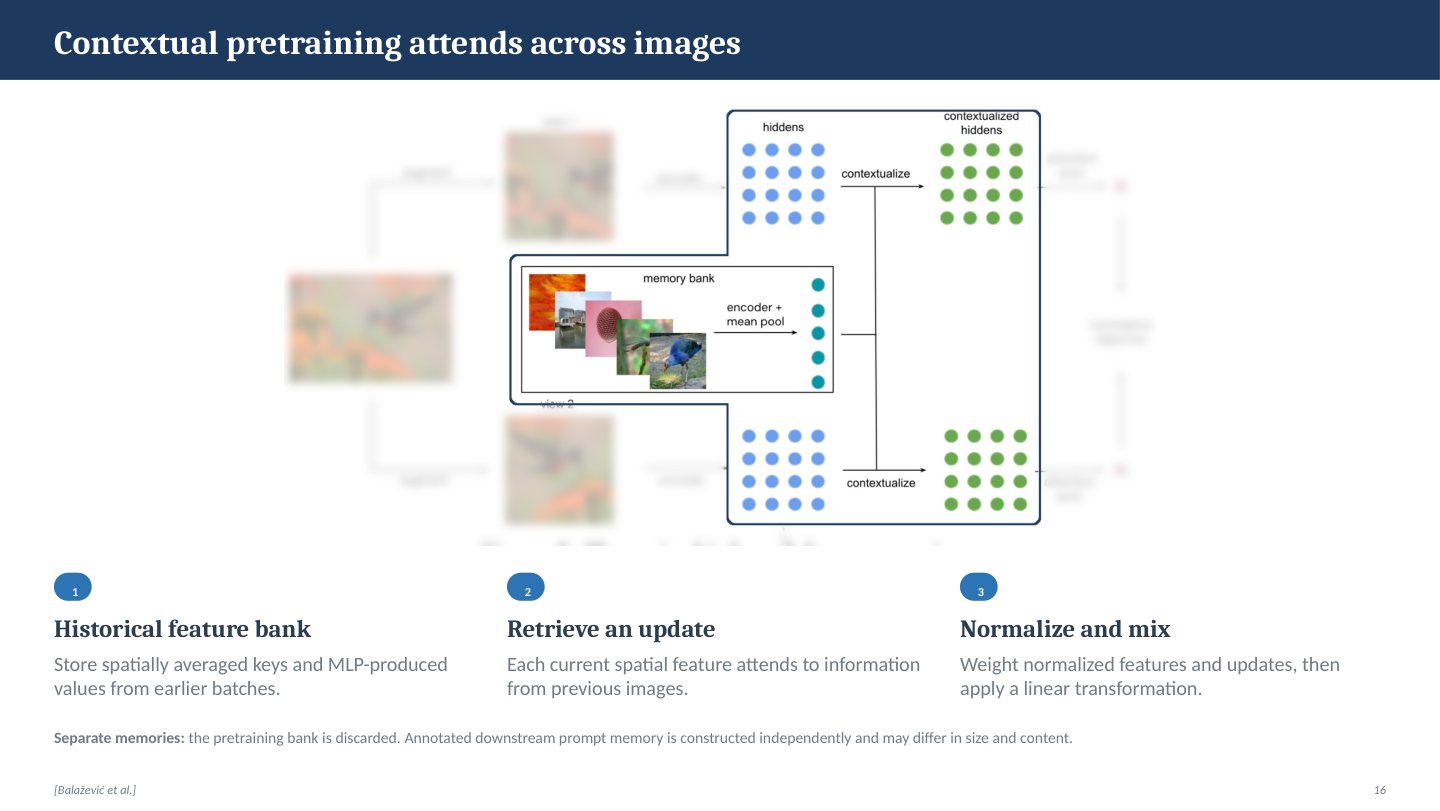 Contextual pretraining attends across images
hiddens
contextualized
hiddens
contextualize
memory bank
encoder +
mean pool
view 2
contextualize
1
Historical feature bank
Store spatially averaged keys and MLP-produced
values from earlier batches.
2
Retrieve an update
Each current spatial feature attends to information
from previous images.
3
Normalize and mix
Weight normalized features and updates, then
apply a linear transformation.
Separate memories: the pretraining bank is discarded. Annotated downstream prompt memory is constructed independently and may differ in size and content.
[Balažević et al.]
16